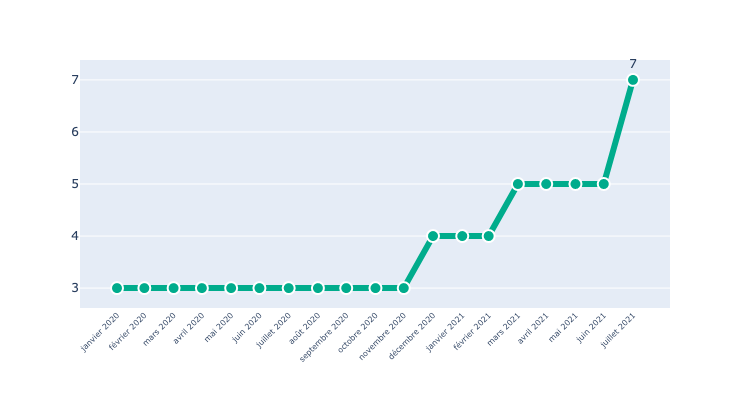 7
7
6
5
4
3
janvier 2020
février 2020
mars 2020
avril 2020
mai 2020
juin 2020
juillet 2020
août 2020
septembre 2020
octobre 2020
novembre 2020
décembre 2020
janvier 2021
février 2021
mars 2021
avril 2021
mai 2021
juin 2021
juillet 2021